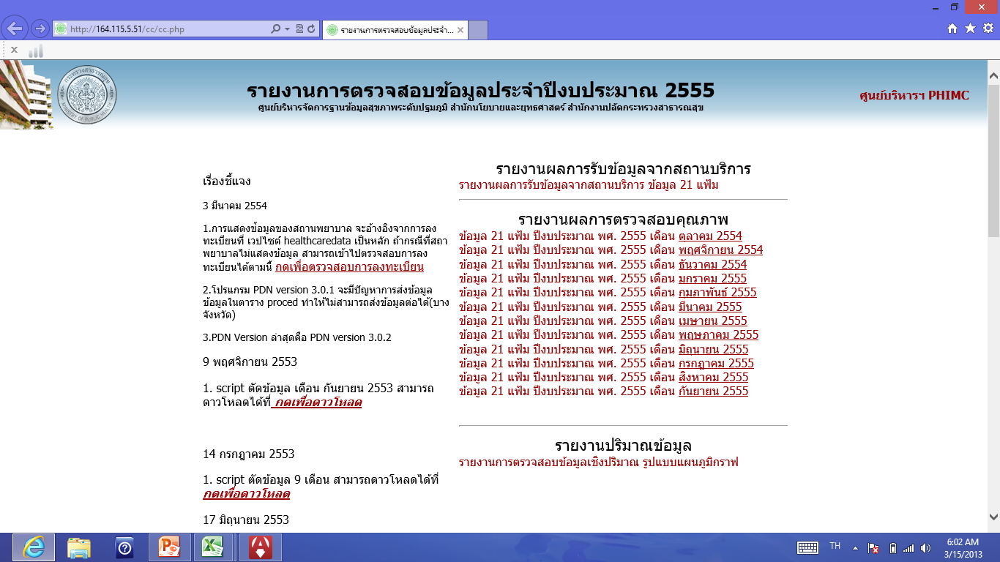 http://164.115.5.51/cc/cc.php
รายงานการตรวจสอบข้อมูลประจำ...
รายงานการตรวจสอบข้อมูลประจำปีงบประมาณ 2555
ศูนย์บริหารจัดการฐานข้อมูลสุขภาพระดับปฐมภูมิ สำนักนโยบายและยุทธศาสตร์ สำนักงานปลัดกระทรวงสาธารณสุข
ศูนย์บริหารฯ PHIMC
กระทรวงสาธารณสุข
MINISTRY OF PUBLIC HEALTH
เรื่องชี้แจง
3 มีนาคม 2554
1.การแสดงข้อมูลของสถานพยาบาล จะอ้างอิงจากการลง
ทะเบียนที่ เวปไซต์ healthcaredata เป็นหลัก ถ้ากรณีที่สถา
พยาบาลไม่แสดงข้อมูล สามารถเข้าไปตรวจสอบการลง
ทะเบียนได้ตามนี้ กดเพื่อตรวจสอบการลงทะเบียน
2.โปรแกรม PDN version 3.0.1 จะมีปัญหาการส่งข้อมูล
ข้อมูลในตาราง proced ทำให้ไม่สามารถส่งข้อมูลต่อได้(บาง
จังหวัด)
3.PDN Version ล่าสุดคือ PDN version 3.0.2
9 พฤศจิกายน 2553
1. script ตัดข้อมูล เดือน กันยายน 2553 สามารถ
ดาวโหลดได้ที่ กดเพื่อดาวโหลด
14 กรกฎาคม 2553
1. script ตัดข้อมูล 9 เดือน สามารถดาวโหลดได้ที่
กดเพื่อดาวโหลด
17 มิถุนายน 2553
รายงานผลการรับข้อมูลจากสถานบริการ
รายงานผลการรับข้อมูลจากสถานบริการ ข้อมูล 21 แฟ้ม
รายงานผลการตรวจสอบคุณภาพ
ข้อมูล 21 แฟ้ม ปีงบประมาณ พศ. 2555 เดือน ตุลาคม 2554
ข้อมูล 21 แฟ้ม ปีงบประมาณ พศ. 2555 เดือน พฤศจิกายน 2554
ข้อมูล 21 แฟ้ม ปีงบประมาณ พศ. 2555 เดือน ธันวาคม 2554
ข้อมูล 21 แฟ้ม ปีงบประมาณ พศ. 2555 เดือน มกราคม 2555
ข้อมูล 21 แฟ้ม ปีงบประมาณ พศ. 2555 เดือน กุมภาพันธ์ 2555
ข้อมูล 21 แฟ้ม ปีงบประมาณ พศ. 2555 เดือน มีนาคม 2555
ข้อมูล 21 แฟ้ม ปีงบประมาณ พศ. 2555 เดือน เมษายน 2555
ข้อมูล 21 แฟ้ม ปีงบประมาณ พศ. 2555 เดือน พฤษภาคม 2555
ข้อมูล 21 แฟ้ม ปีงบประมาณ พศ. 2555 เดือน มิถุนายน 2555
ข้อมูล 21 แฟ้ม ปีงบประมาณ พศ. 2555 เดือน กรกฎาคม 2555
ข้อมูล 21 แฟ้ม ปีงบประมาณ พศ. 2555 เดือน สิงหาคม 2555
ข้อมูล 21 แฟ้ม ปีงบประมาณ พศ. 2555 เดือน กันยายน 2555
รายงานปริมาณข้อมูล
รายงานการตรวจสอบข้อมูลเชิงปริมาณ รูปแบบแผนภูมิกราฟ
TH
6:02 AM
3/15/2013